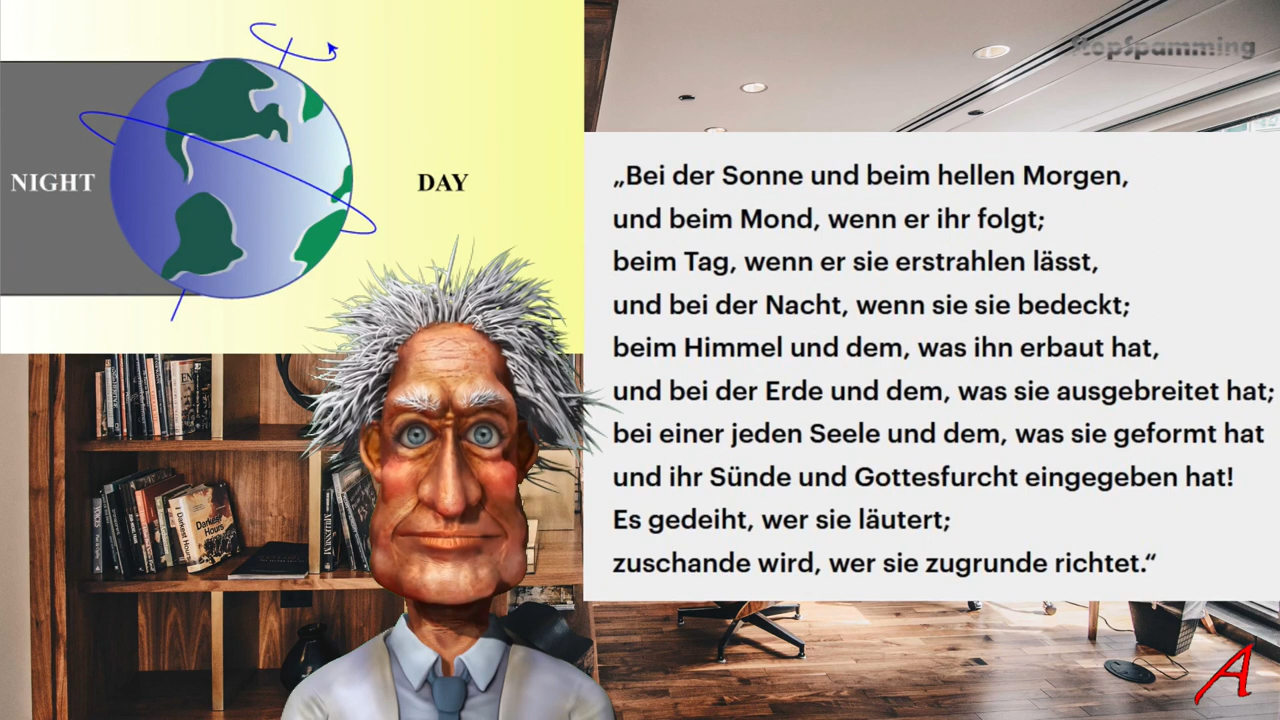 StopSpamming
NIGHT
DAY
„Bei der Sonne und beim hellen Morgen,
und beim Mond, wenn er ihr folgt;
beim Tag, wenn er sie erstrahlen lässt,
und bei der Nacht, wenn sie sie bedeckt;
beim Himmel und dem, was ihn erbaut hat,
und bei der Erde und dem, was sie ausgebreitet hat;
bei einer jeden Seele und dem, was sie geformt hat
und ihr Sünde und Gottesfurcht eingegeben hat!
Es gedeiht, wer sie läutert;
zuschande wird, wer sie zugrunde richtet.“
Darkest
Hours
MILLENNIUM
A